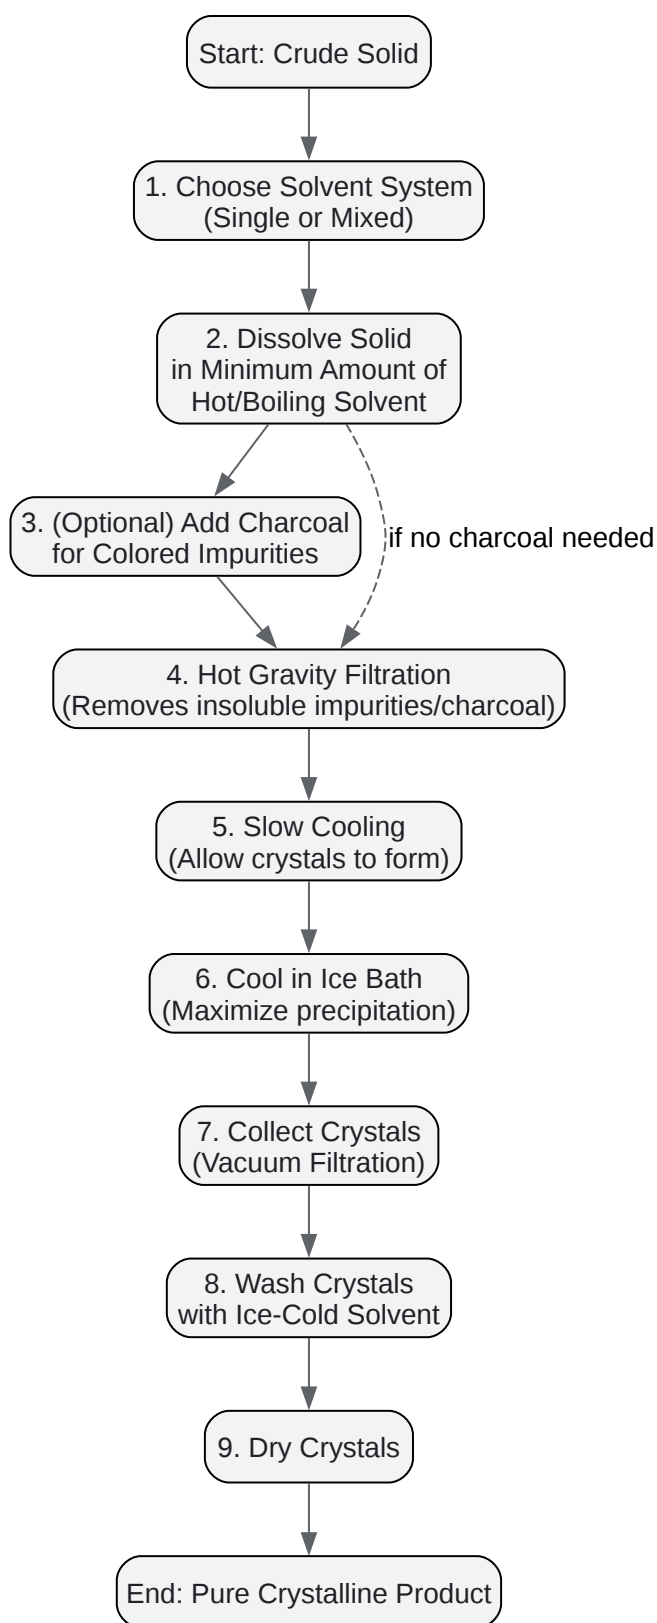 Start: Crude Solid
1. Choose Solvent System
(Single or Mixed)
2. Dissolve Solid
in Minimum Amount of
Hot/Boiling Solvent
3. (Optional) Add Charcoal
for Colored Impurities
if no charcoal needed
4. Hot Gravity Filtration
(Removes insoluble impurities/charcoal)
5. Slow Cooling
(Allow crystals to form)
6. Cool in Ice Bath
(Maximize precipitation)
7. Collect Crystals
(Vacuum Filtration)
8. Wash Crystals
with Ice-Cold Solvent
9. Dry Crystals
End: Pure Crystalline Product